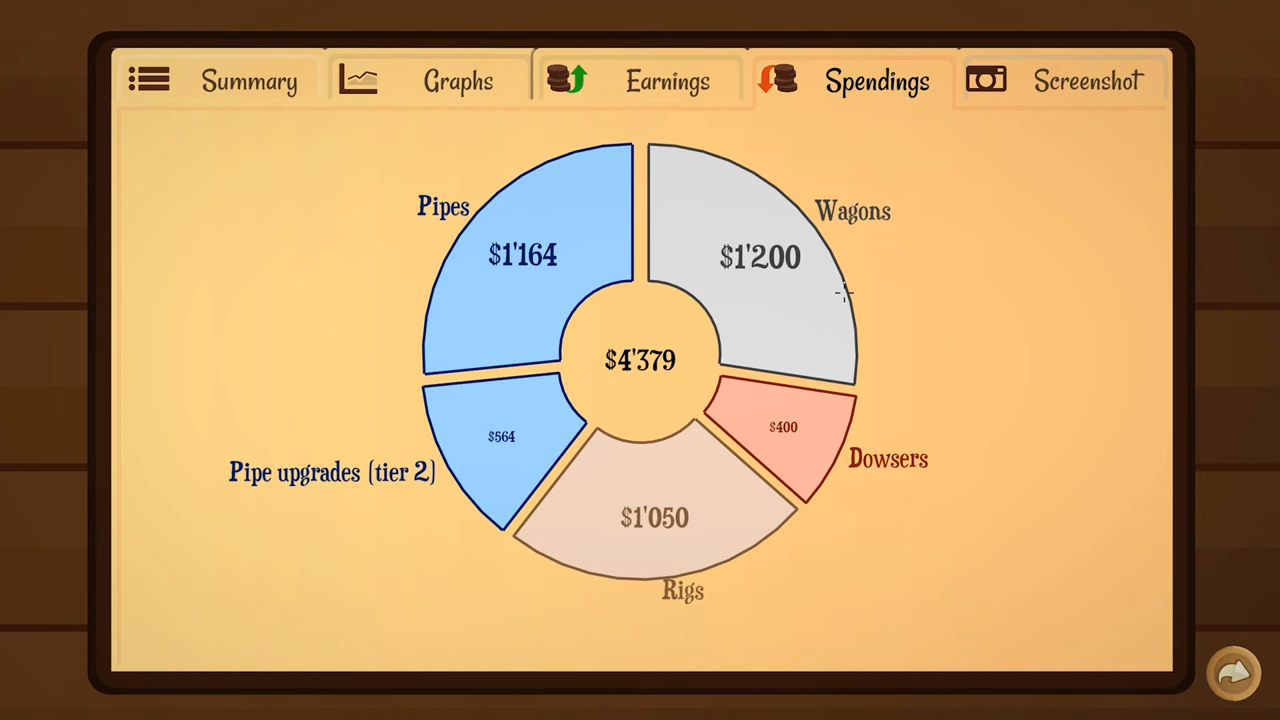 Summary
Graphs
Earnings
Spendings
Screenshot
Pipes
$1'164
Wagons
$1'200
$4'379
$564
Pipe upgrades (tier 2)
$400
Dowsers
$1'050
Rigs